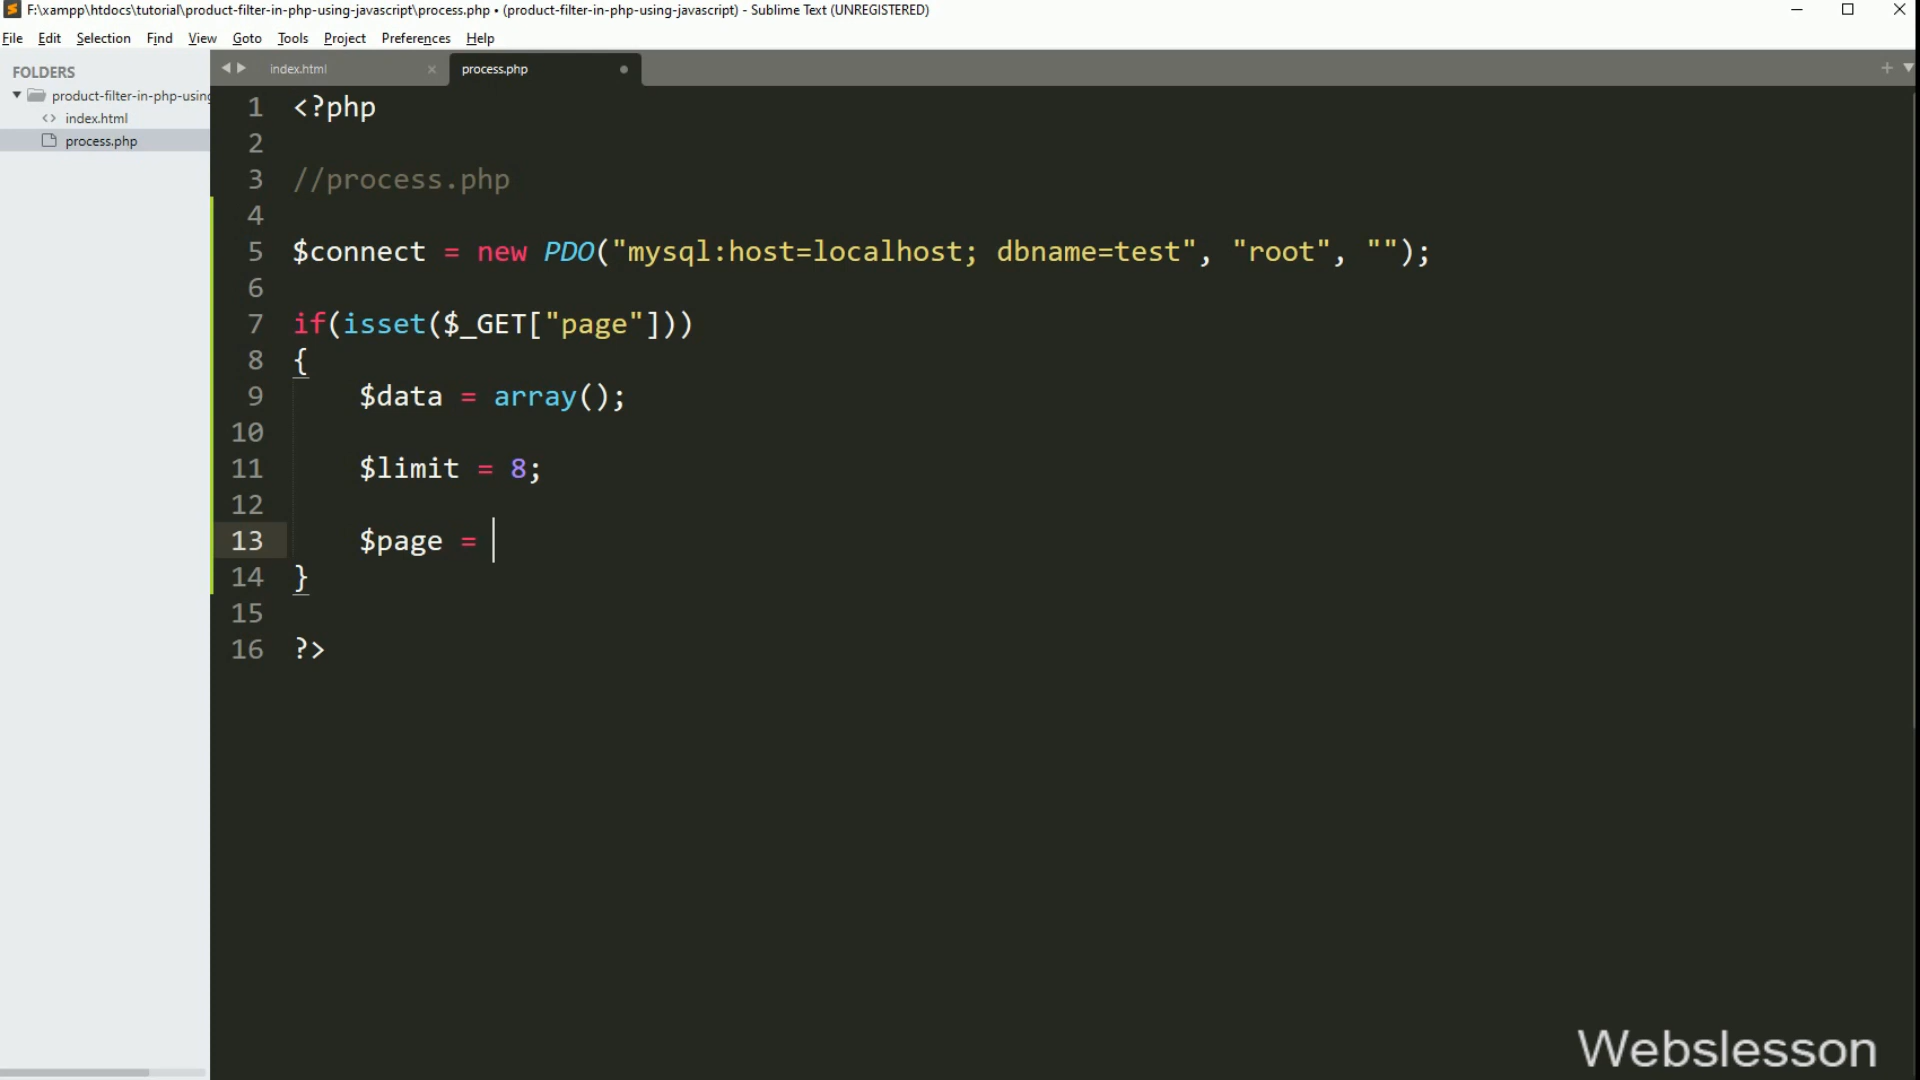 F:\xampp\htdocs\tutorial\product-filter-in-php-using-javascript\process.php • (product-filter-in-php-using-javascript) - Sublime Text (UNREGISTERED)
File Edit Selection Find View Goto Tools Project Preferences Help
FOLDERS
product-filter-in-php-using
index.html
process.php
index.html process.php
1 <?php
2
3 //process.php
4
5 $connect = new PDO("mysql:host=localhost; dbname=test", "root", "");
6
7 if(isset($_GET["page"]))
8 {
9 $data = array();
10
11 $limit = 8;
12
13 $page =
14 }
15
16 ?>
Webslesson